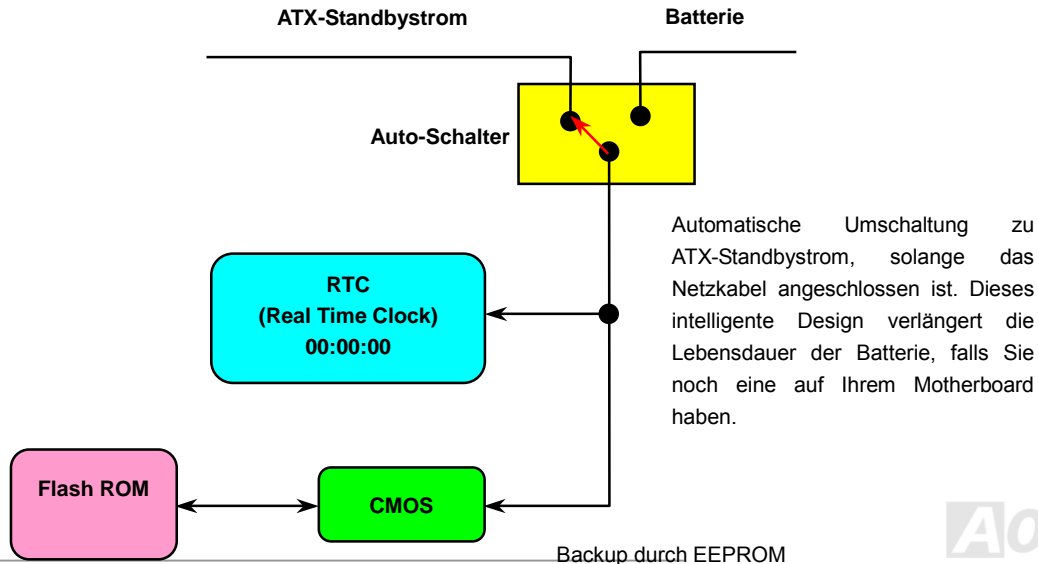 ATX-Standbystrom
Batterie
Auto-Schalter
Automatische Umschaltung zu
ATX-Standbystrom, solange das
Netzkabel angeschlossen ist. Dieses
intelligente Design verlängert die
Lebensdauer der Batterie, falls Sie
noch eine auf Ihrem Motherboard
haben.
RTC
(Real Time Clock)
00:00:00
Flash ROM
CMOS
Backup durch EEPROM